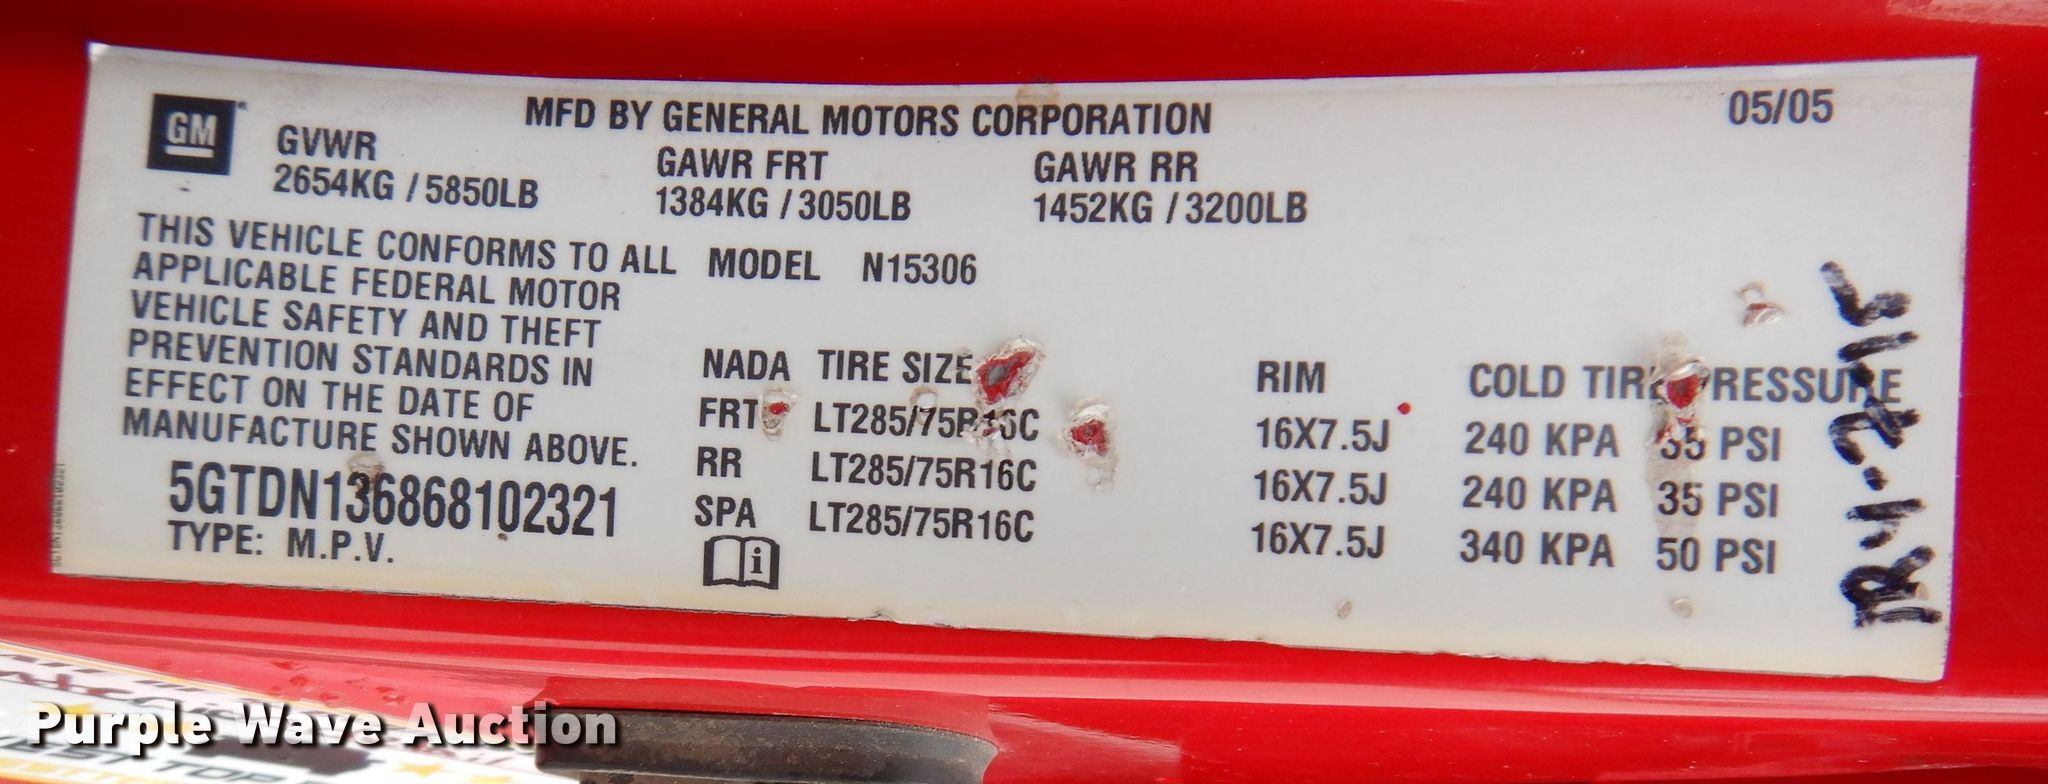 GM
MFD BY GENERAL MOTORS CORPORATION
05/05
GVWR
2654KG / 5850LB
GAWR FRT
1384KG / 3050LB
GAWR RR
1452KG / 3200LB
THIS VEHICLE CONFORMS TO ALL
APPLICABLE FEDERAL MOTOR
VEHICLE SAFETY AND THEFT
PREVENTION STANDARDS IN
EFFECT ON THE DATE OF
MANUFACTURE SHOWN ABOVE.
5GTDN136868102321
TYPE: M.P.V.
MODEL N15306
NADA TIRE SIZE RIM COLD TIRE PRESSURE
FRT LT285/75R16C 16X7.5J 240 KPA 35 PSI
RR LT285/75R16C 16X7.5J 240 KPA 35 PSI
SPA LT285/75R16C 16X7.5J 340 KPA 50 PSI
i
Purple Wave Auction